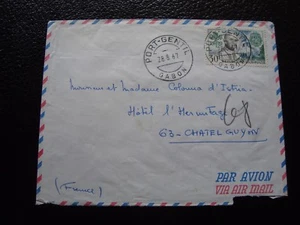 PORT-GENTIL
GABON
Monsieur et Madame Colonna d'Istria
Hôtel l'Hermitage
63-CHATEL GUYON
(France)
PAR AVION
VIA AIR MAIL